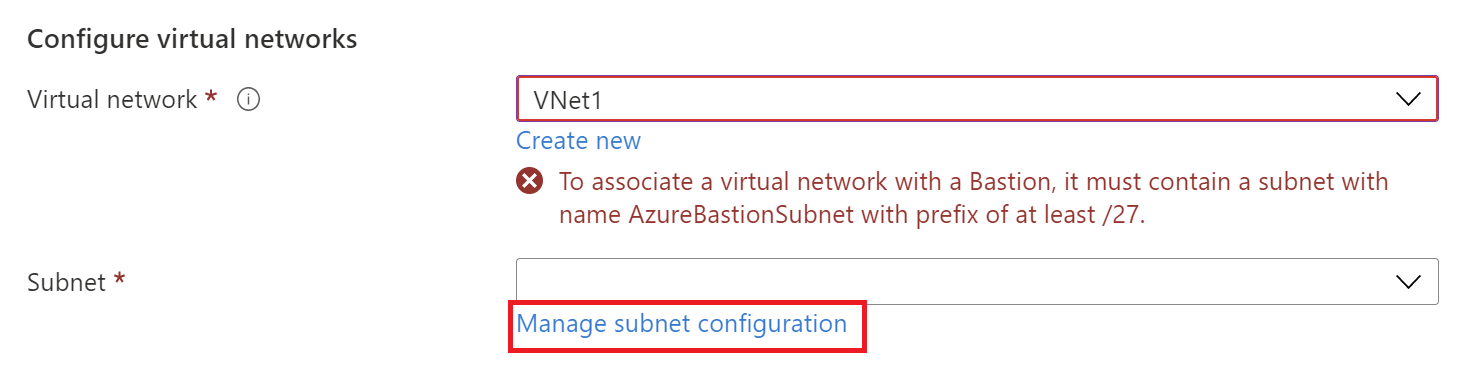 Configure virtual networks
Virtual network *
VNet1
Create new
To associate a virtual network with a Bastion, it must contain a subnet with
name AzureBastionSubnet with prefix of at least /27.
Subnet *
Manage subnet configuration